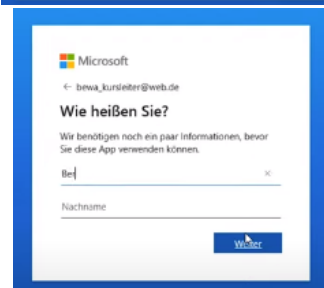 Microsoft
← bewa_kursleiter@web.de
Wie heißen Sie?
Wir benötigen noch ein paar Informationen, bevor
Sie diese App verwenden können.
Ber
Nachname
Weiter